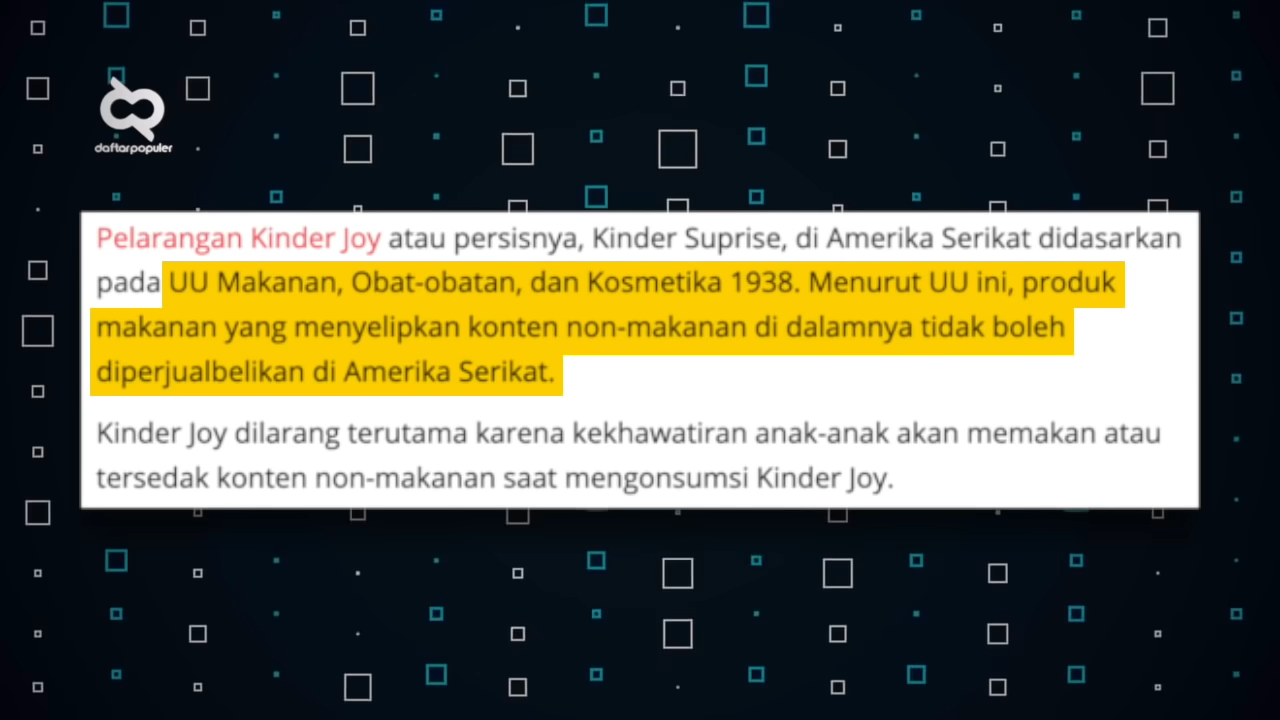 daftarpopuler
Pelarangan Kinder Joy atau persisnya, Kinder Suprise, di Amerika Serikat didasarkan
pada UU Makanan, Obat-obatan, dan Kosmetika 1938. Menurut UU ini, produk
makanan yang menyelipkan konten non-makanan di dalamnya tidak boleh
diperjualbelikan di Amerika Serikat.
Kinder Joy dilarang terutama karena kekhawatiran anak-anak akan memakan atau
tersedak konten non-makanan saat mengonsumsi Kinder Joy.